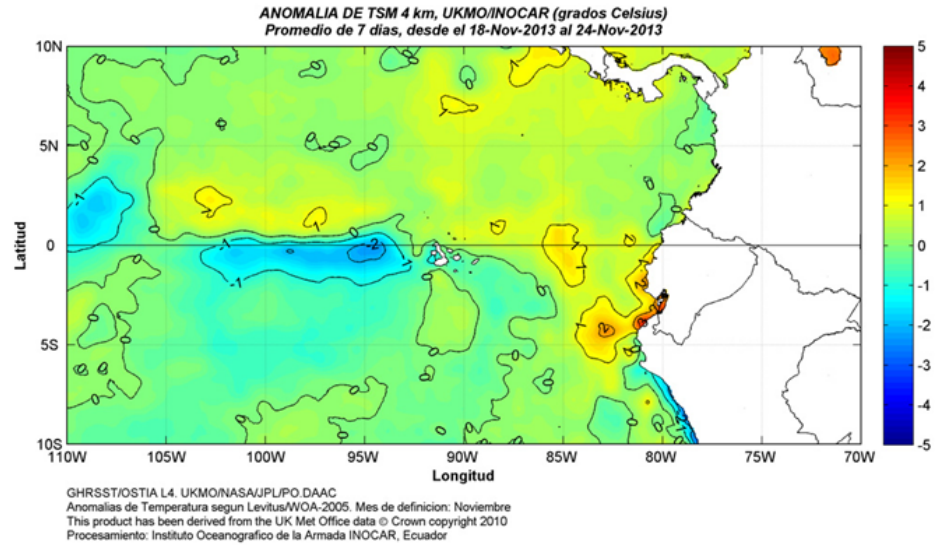 ANOMALIA DE TSM 4 km, UKMO/INOCAR (grados Celsius)
Promedio de 7 dias, desde el 18-Nov-2013 al 24-Nov-2013
10N
5N
0
5S
10S
Latitud
110W 105W 100W 95W 90W 85W 80W 75W 70W
Longitud
5
4
3
2
1
0
-1
-2
-3
-4
-5
GHRSST/OSTIA L4. UKMO/NASA/JPL/PO.DAAC
Anomalias de Temperatura segun Levitus/WOA-2005. Mes de definicion: Noviembre
This product has been derived from the UK Met Office data © Crown copyright 2010
Procesamiento: Instituto Oceanografico de la Armada INOCAR, Ecuador